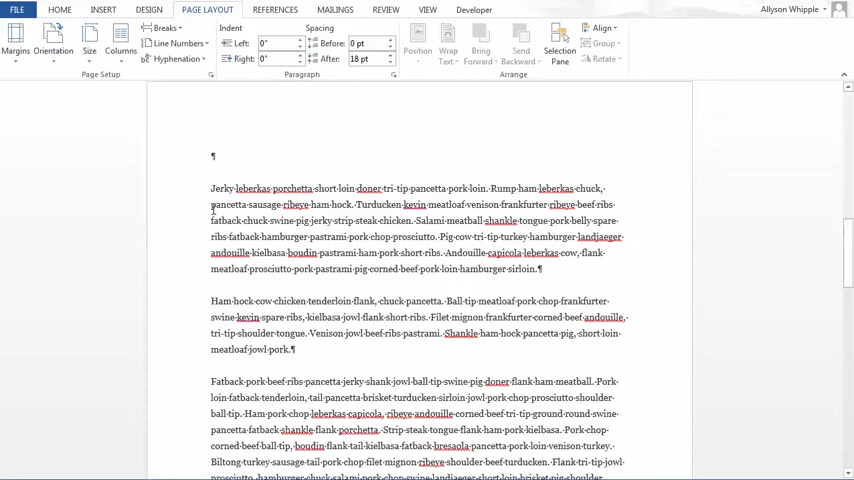 FILE HOME INSERT DESIGN PAGE LAYOUT REFERENCES MAILINGS REVIEW VIEW Developer Allyson Whipple
Breaks Indent Spacing Align
Line Numbers Left: 0" Before: 0 pt Group
Margins Orientation Size Columns Hyphenation Right: 0" After: 18 pt Position Wrap Text Bring Forward Send Backward Selection Pane Rotate
Page Setup Paragraph Arrange
¶
Jerky·leberkas·porchetta·short·loin·doner·tri-tip·pancetta·pork·loin.·Rump·ham·leberkas·chuck,·
pancetta·sausage·ribeye·ham·hock.·Turducken·kevin·meatloaf·venison·frankfurter·ribeye·beef·ribs·
fatback·chuck·swine·pig·jerky·strip·steak·chicken.·Salami·meatball·shankle·tongue·pork·belly·spare·
ribs·fatback·hamburger·pastrami·pork·chop·prosciutto.·Pig·cow·tri-tip·turkey·hamburger·landjaeger·
andouille·kielbasa·boudin·pastrami·ham·pork·short·ribs.·Andouille·capicola·leberkas·cow,·flank·
meatloaf·prosciutto·pork·pastrami·pig·corned·beef·pork·loin·hamburger·sirloin.¶
Ham·hock·cow·chicken·tenderloin·flank,·chuck·pancetta.·Ball·tip·meatloaf·pork·chop·frankfurter·
swine·kevin·spare·ribs,·kielbasa·jowl·flank·short·ribs.·Filet·mignon·frankfurter·corned·beef·andouille,·
tri-tip·shoulder·tongue.·Venison·jowl·beef·ribs·pastrami.·Shankle·ham·hock·pancetta·pig,·short·loin·
meatloaf·jowl·pork.¶
Fatback·pork·beef·ribs·pancetta·jerky·shank·jowl·ball·tip·swine·pig·doner·flank·ham·meatball.·Pork·
loin·fatback·tenderloin,·tail·pancetta·brisket·turducken·sirloin·jowl·pork·chop·prosciutto·shoulder·
ball·tip.·Ham·pork·chop·leberkas·capicola,·ribeye·andouille·corned·beef·tri-tip·ground·round·swine·
pancetta·fatback·shankle·flank·porchetta.·Strip·steak·tongue·flank·ham·pork·kielbasa.·Pork·chop·
corned·beef·ball·tip,·boudin·flank·tail·kielbasa·fatback·bresaola·pancetta·pork·loin·venison·turkey.·
Biltong·turkey·sausage·tail·pork·chop·filet·mignon·ribeye·shoulder·beef·turducken.·Flank·tri-tip·jowl·
prosciutto,·hamburger·chuck·salami·pork·chop·swine·landjaeger·short·loin·brisket·pig·shoulder·